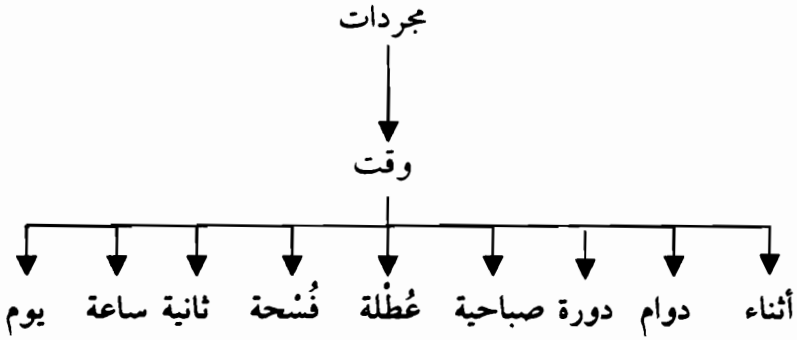 مجردات
وقت
أثناء دوام دورة صباحية عُطْلة فُسْحة ثانية ساعة يوم